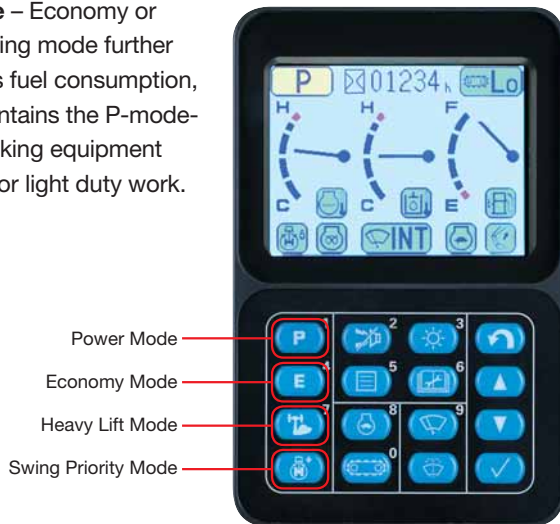 e – Economy or
ing mode further
s fuel consumption,
ntains the P-mode-
king equipment
or light duty work.
P 01234 h Lo
H H F
C C E
INT
Power Mode
Economy Mode
Heavy Lift Mode
Swing Priority Mode
P 1 2 3
E 4 5 6
7 8 9
0